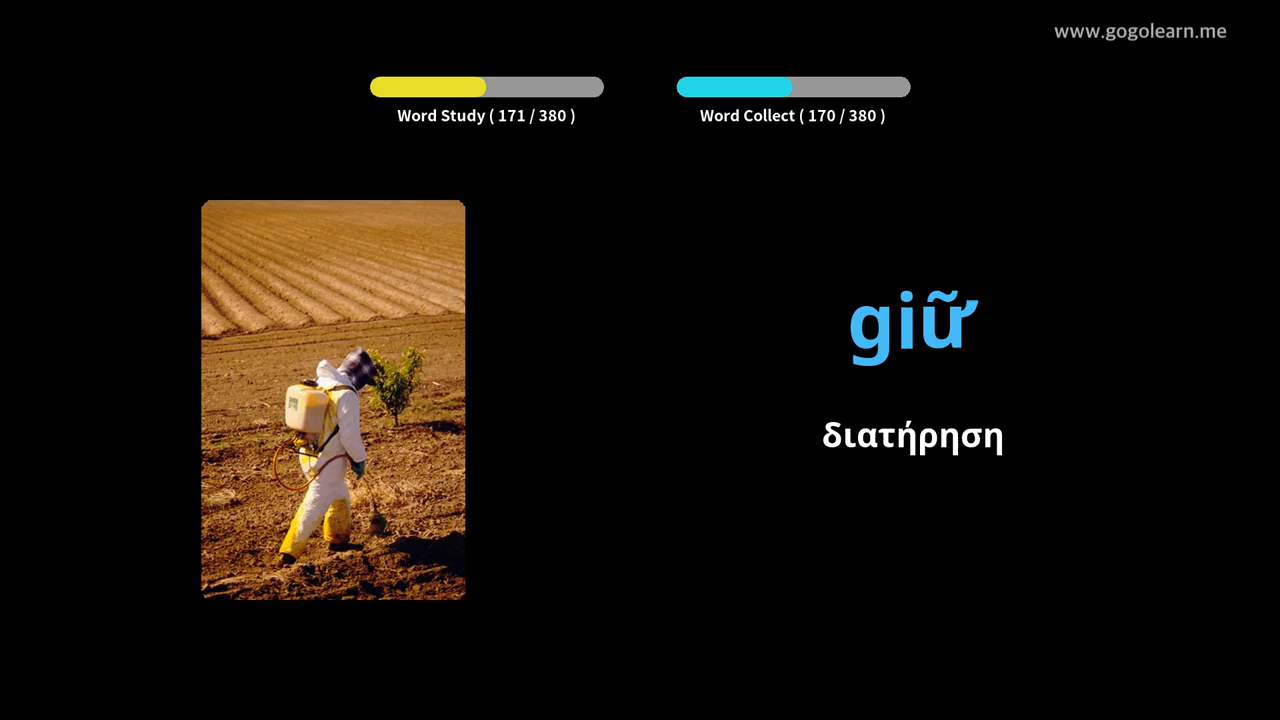 www.gogolearn.me
Word Study ( 171 / 380 )
Word Collect ( 170 / 380 )
giữ
διατήρηση